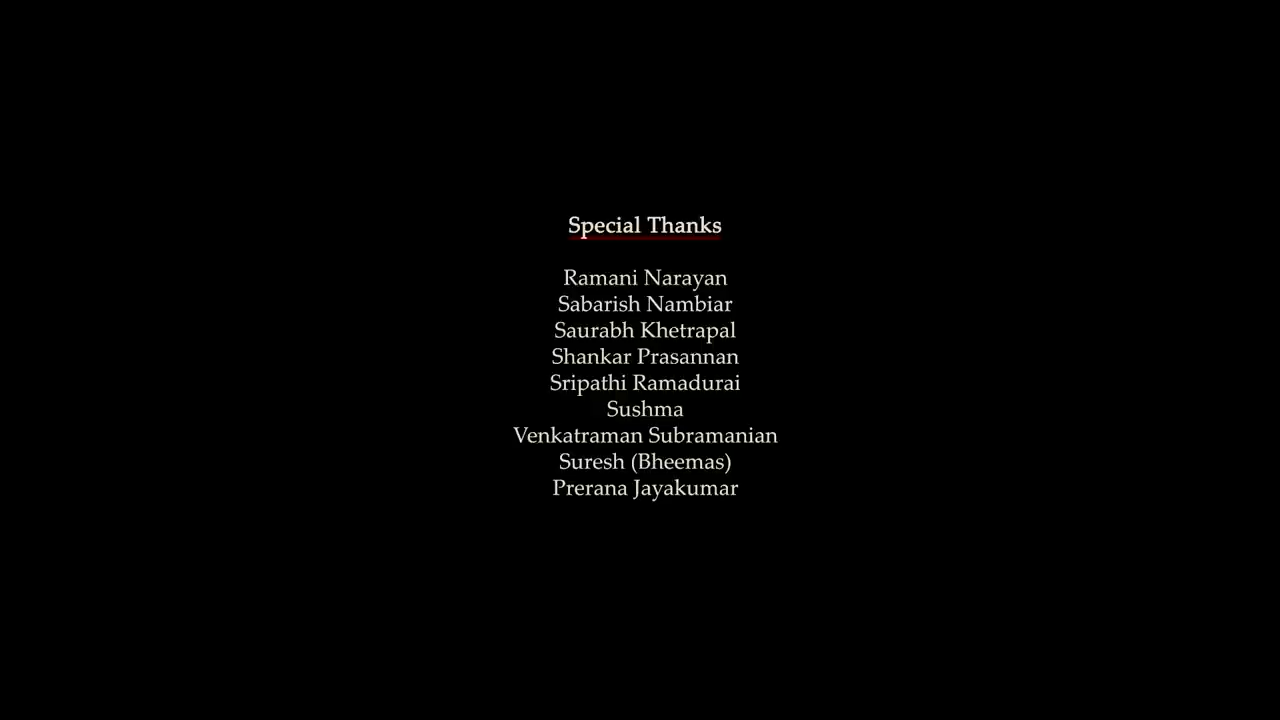 Special Thanks
Ramani Narayan
Sabarish Nambiar
Saurabh Khetrapal
Shankar Prasannan
Sripathi Ramadurai
Sushma
Venkatraman Subramanian
Suresh (Bheemas)
Prerana Jayakumar